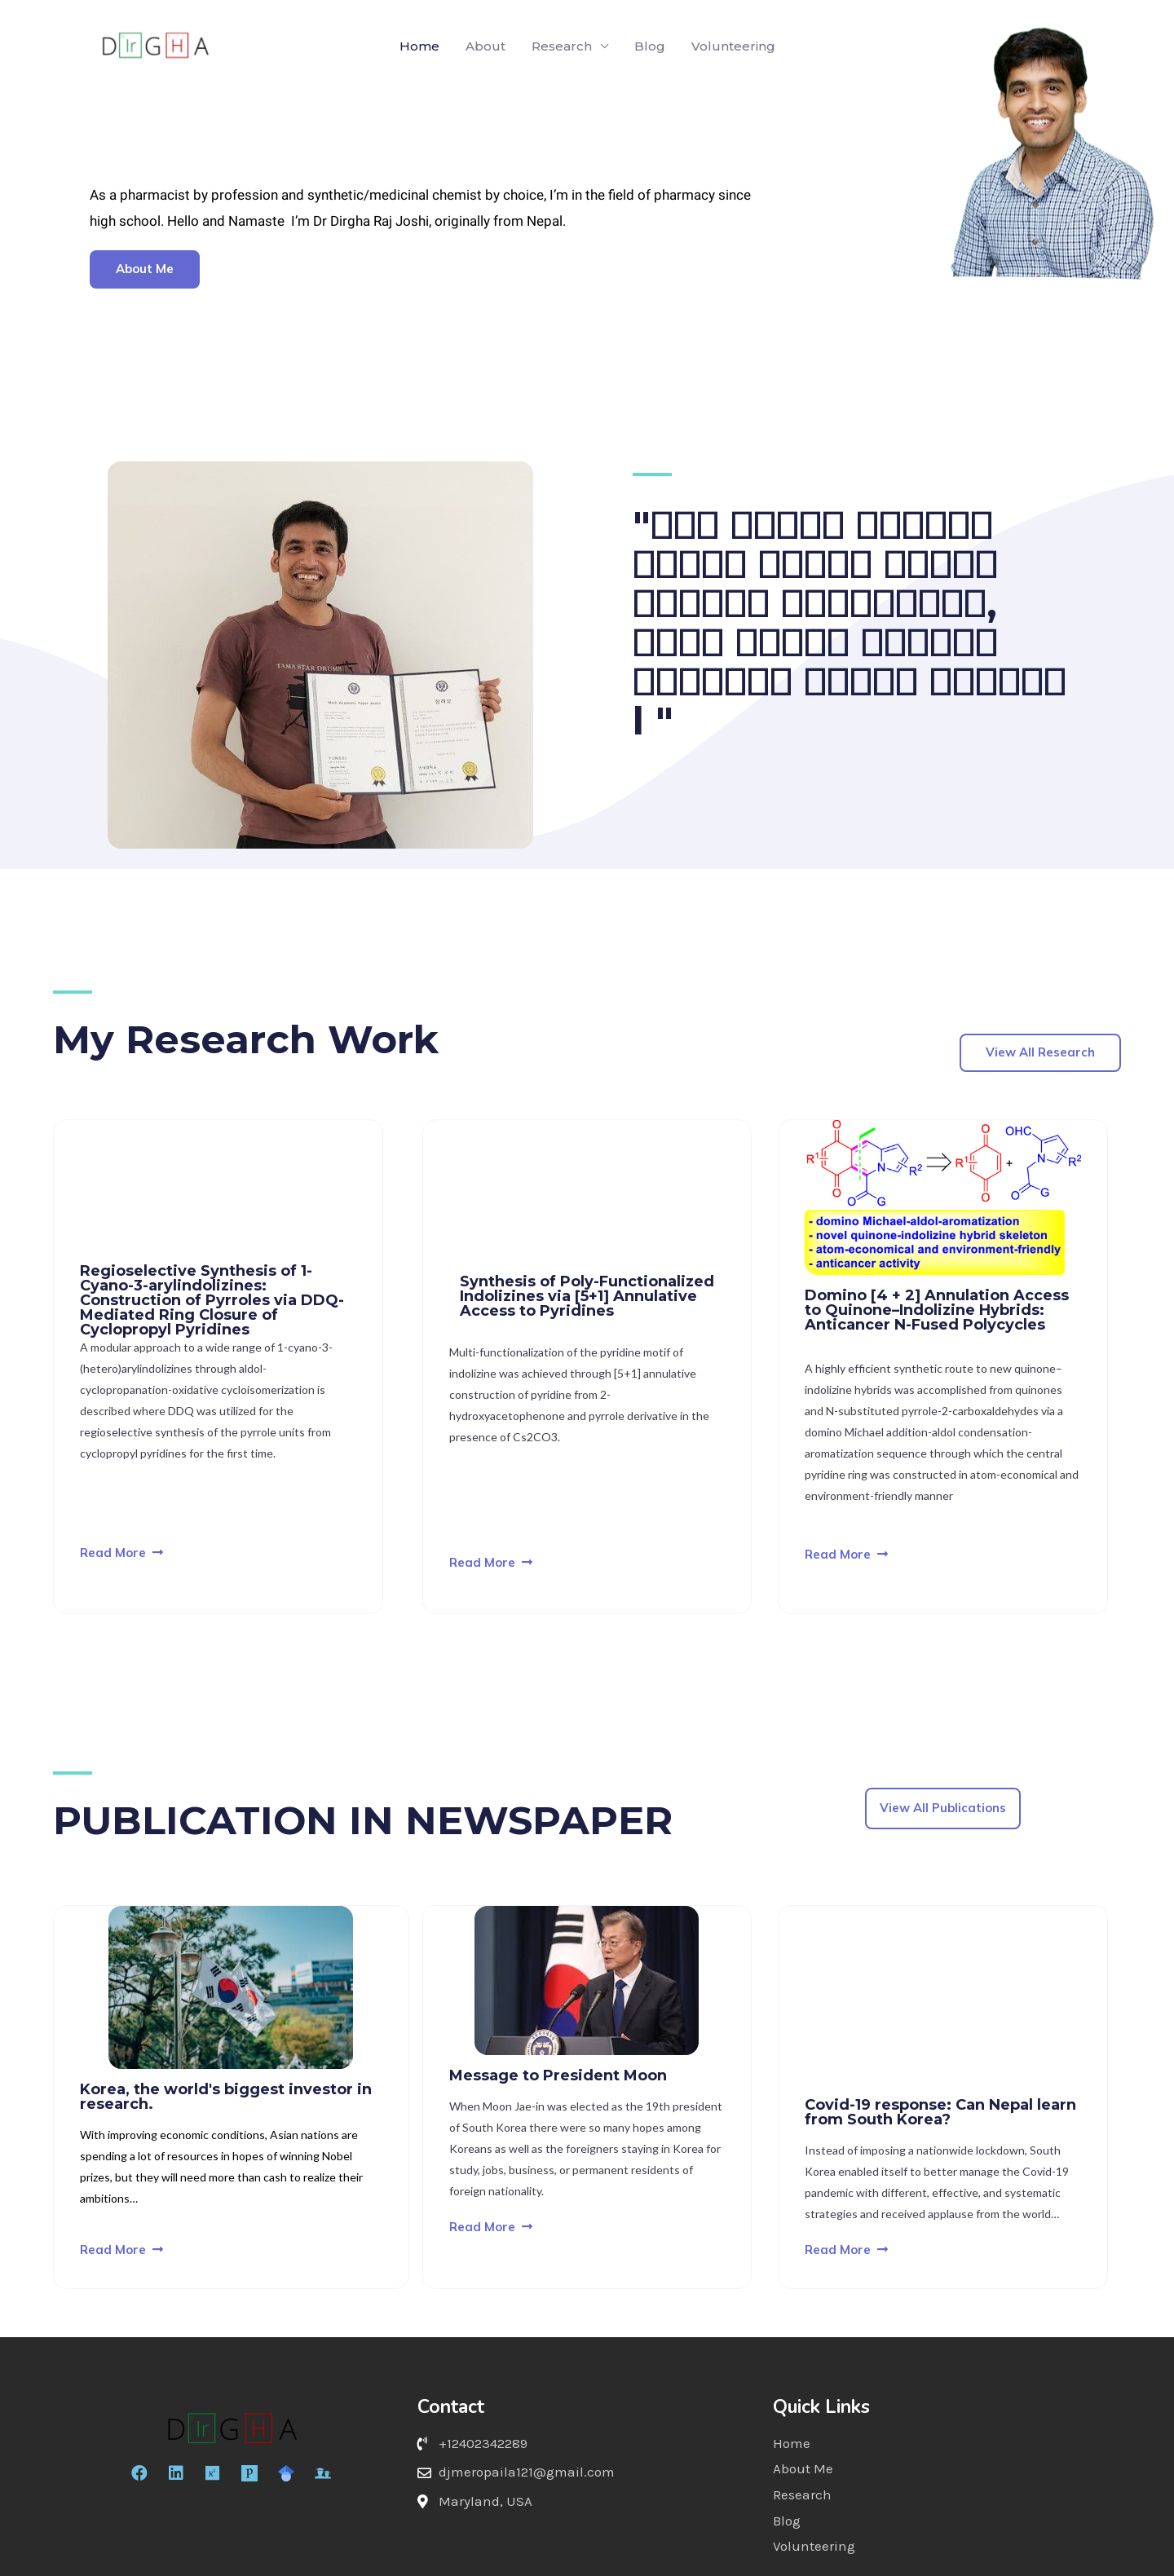 DIrGHA
Home About Research Blog Volunteering
As a pharmacist by profession and synthetic/medicinal chemist by choice, I’m in the field of pharmacy since
high school. Hello and Namaste I’m Dr Dirgha Raj Joshi, originally from Nepal.
About Me
TAMA STAR DRUMS
My Research Work
View All Research
Regioselective Synthesis of 1-
Cyano-3-arylindolizines:
Construction of Pyrroles via DDQ-
Mediated Ring Closure of
Cyclopropyl Pyridines
A modular approach to a wide range of 1-cyano-3-
(hetero)arylindolizines through aldol-
cyclopropanation-oxidative cycloisomerization is
described where DDQ was utilized for the
regioselective synthesis of the pyrrole units from
cyclopropyl pyridines for the first time.
Read More
Synthesis of Poly-Functionalized
Indolizines via [5+1] Annulative
Access to Pyridines
Multi-functionalization of the pyridine motif of
indolizine was achieved through [5+1] annulative
construction of pyridine from 2-
hydroxyacetophenone and pyrrole derivative in the
presence of Cs2CO3.
Read More
O O OHC
R1 N R2 R1 + N R2
O O O G
O G
- domino Michael-aldol-aromatization
- novel quinone-indolizine hybrid skeleton
- atom-economical and environment-friendly
- anticancer activity
Domino [4 + 2] Annulation Access
to Quinone–Indolizine Hybrids:
Anticancer N-Fused Polycycles
A highly efficient synthetic route to new quinone–
indolizine hybrids was accomplished from quinones
and N-substituted pyrrole-2-carboxaldehydes via a
domino Michael addition-aldol condensation-
aromatization sequence through which the central
pyridine ring was constructed in atom-economical and
environment-friendly manner
Read More
PUBLICATION IN NEWSPAPER
View All Publications
Korea, the world's biggest investor in
research.
With improving economic conditions, Asian nations are
spending a lot of resources in hopes of winning Nobel
prizes, but they will need more than cash to realize their
ambitions…
Read More
Message to President Moon
When Moon Jae-in was elected as the 19th president
of South Korea there were so many hopes among
Koreans as well as the foreigners staying in Korea for
study, jobs, business, or permanent residents of
foreign nationality.
Read More
Covid-19 response: Can Nepal learn
from South Korea?
Instead of imposing a nationwide lockdown, South
Korea enabled itself to better manage the Covid-19
pandemic with different, effective, and systematic
strategies and received applause from the world…
Read More
DIrGHA
Contact
+12402342289
djmeropaila121@gmail.com
Maryland, USA
Quick Links
Home
About Me
Research
Blog
Volunteering